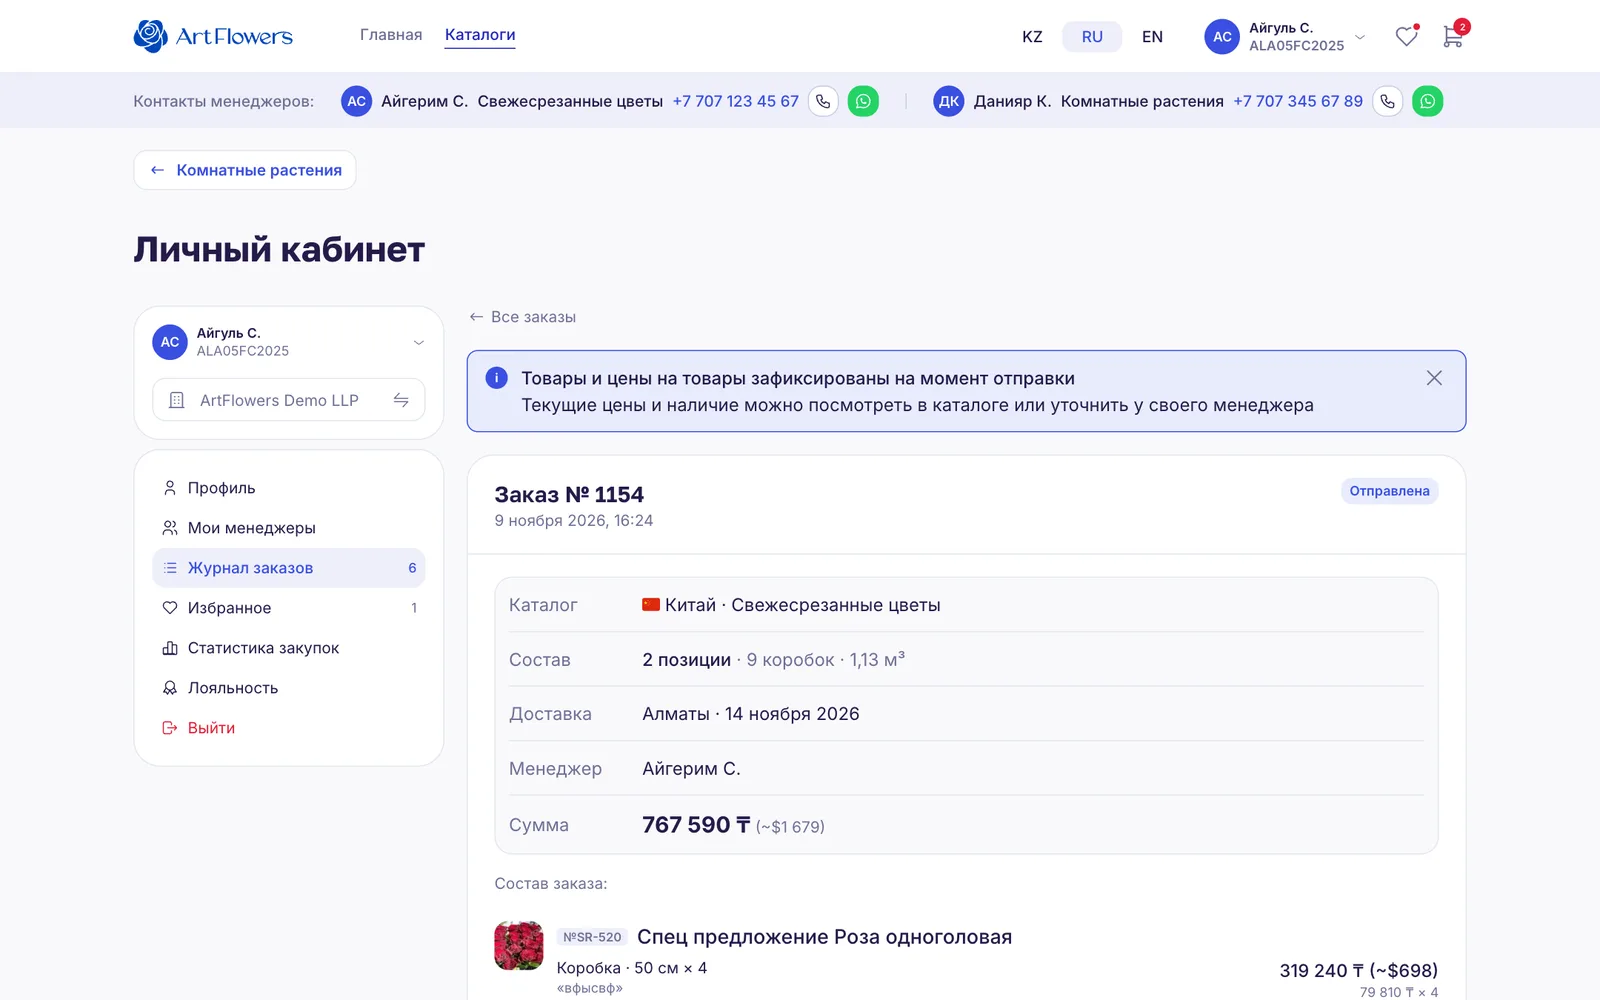 ArtFlowers
Главная
Каталоги
KZ
RU
EN
АС
Айгуль С.
ALA05FC2025
2
Контакты менеджеров:
АС
Айгерим С. Свежесрезанные цветы +7 707 123 45 67
ДК
Данияр К. Комнатные растения +7 707 345 67 89
← Комнатные растения
Личный кабинет
АС
Айгуль С.
ALA05FC2025
ArtFlowers Demo LLP
Профиль
Мои менеджеры
Журнал заказов 6
Избранное 1
Статистика закупок
Лояльность
Выйти
← Все заказы
Товары и цены на товары зафиксированы на момент отправки
Текущие цены и наличие можно посмотреть в каталоге или уточнить у своего менеджера
Заказ № 1154
Отправлена
9 ноября 2026, 16:24
Каталог Китай · Свежесрезанные цветы
Состав 2 позиции · 9 коробок · 1,13 м³
Доставка Алматы · 14 ноября 2026
Менеджер Айгерим С.
Сумма 767 590 ₸ (~$1 679)
Состав заказа:
№SR-520 Спец предложение Роза одноголовая
Коробка · 50 см × 4
«вфысвф»
319 240 ₸ (~$698)
79 810 ₸ × 4